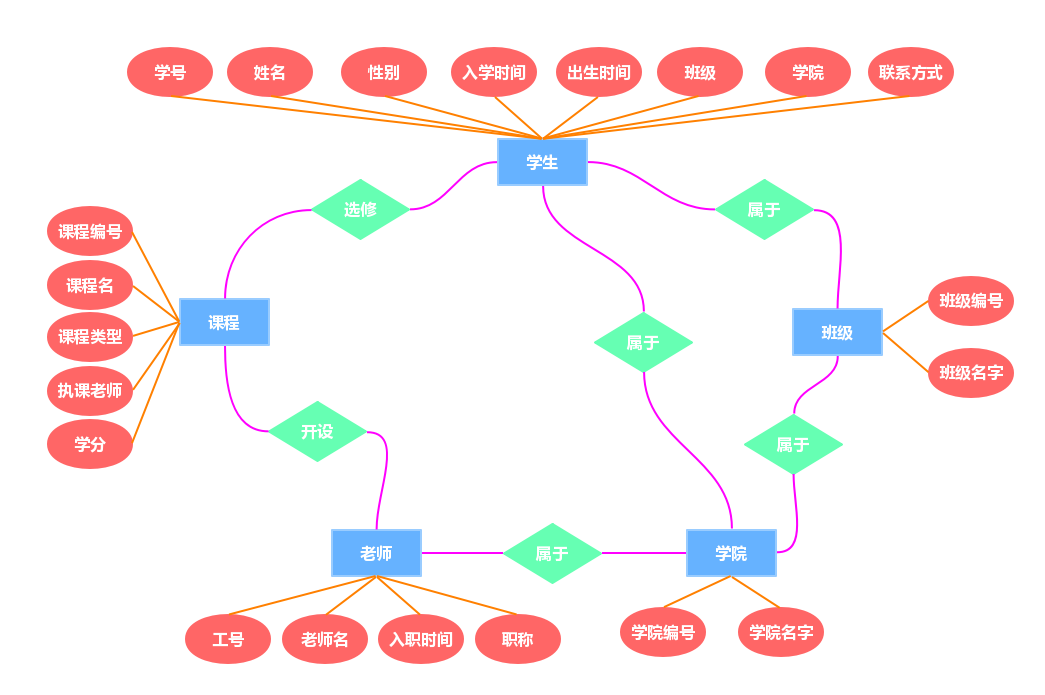 学号
姓名
性别
入学时间
出生时间
班级
学院
联系方式
学生
选修
属于
课程编号
课程名
课程类型
执课老师
学分
课程
属于
班级
班级编号
班级名字
开设
属于
老师
属于
学院
工号
老师名
入职时间
职称
学院编号
学院名字